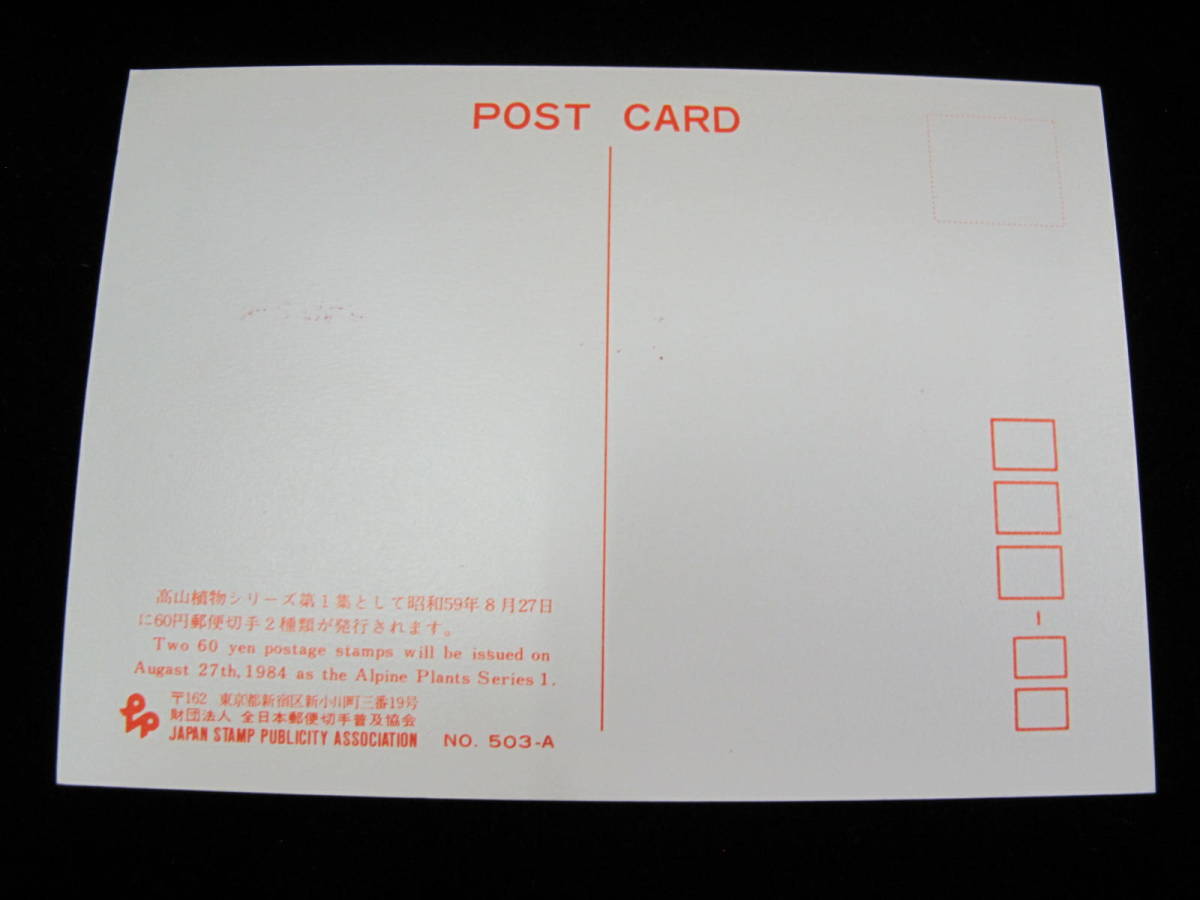 POST CARD
高山植物シリーズ第1集として昭和59年8月27日
に60円郵便切手2種類が発行されます。
Two 60 yen postage stamps will be issued on
Augast 27th, 1984 as the Alpine Plants Series 1.
〒162 東京都新宿区新小川町三番19号
財団法人 全日本郵便切手普及協会
JAPAN STAMP PUBLICITY ASSOCIATION NO. 503-A